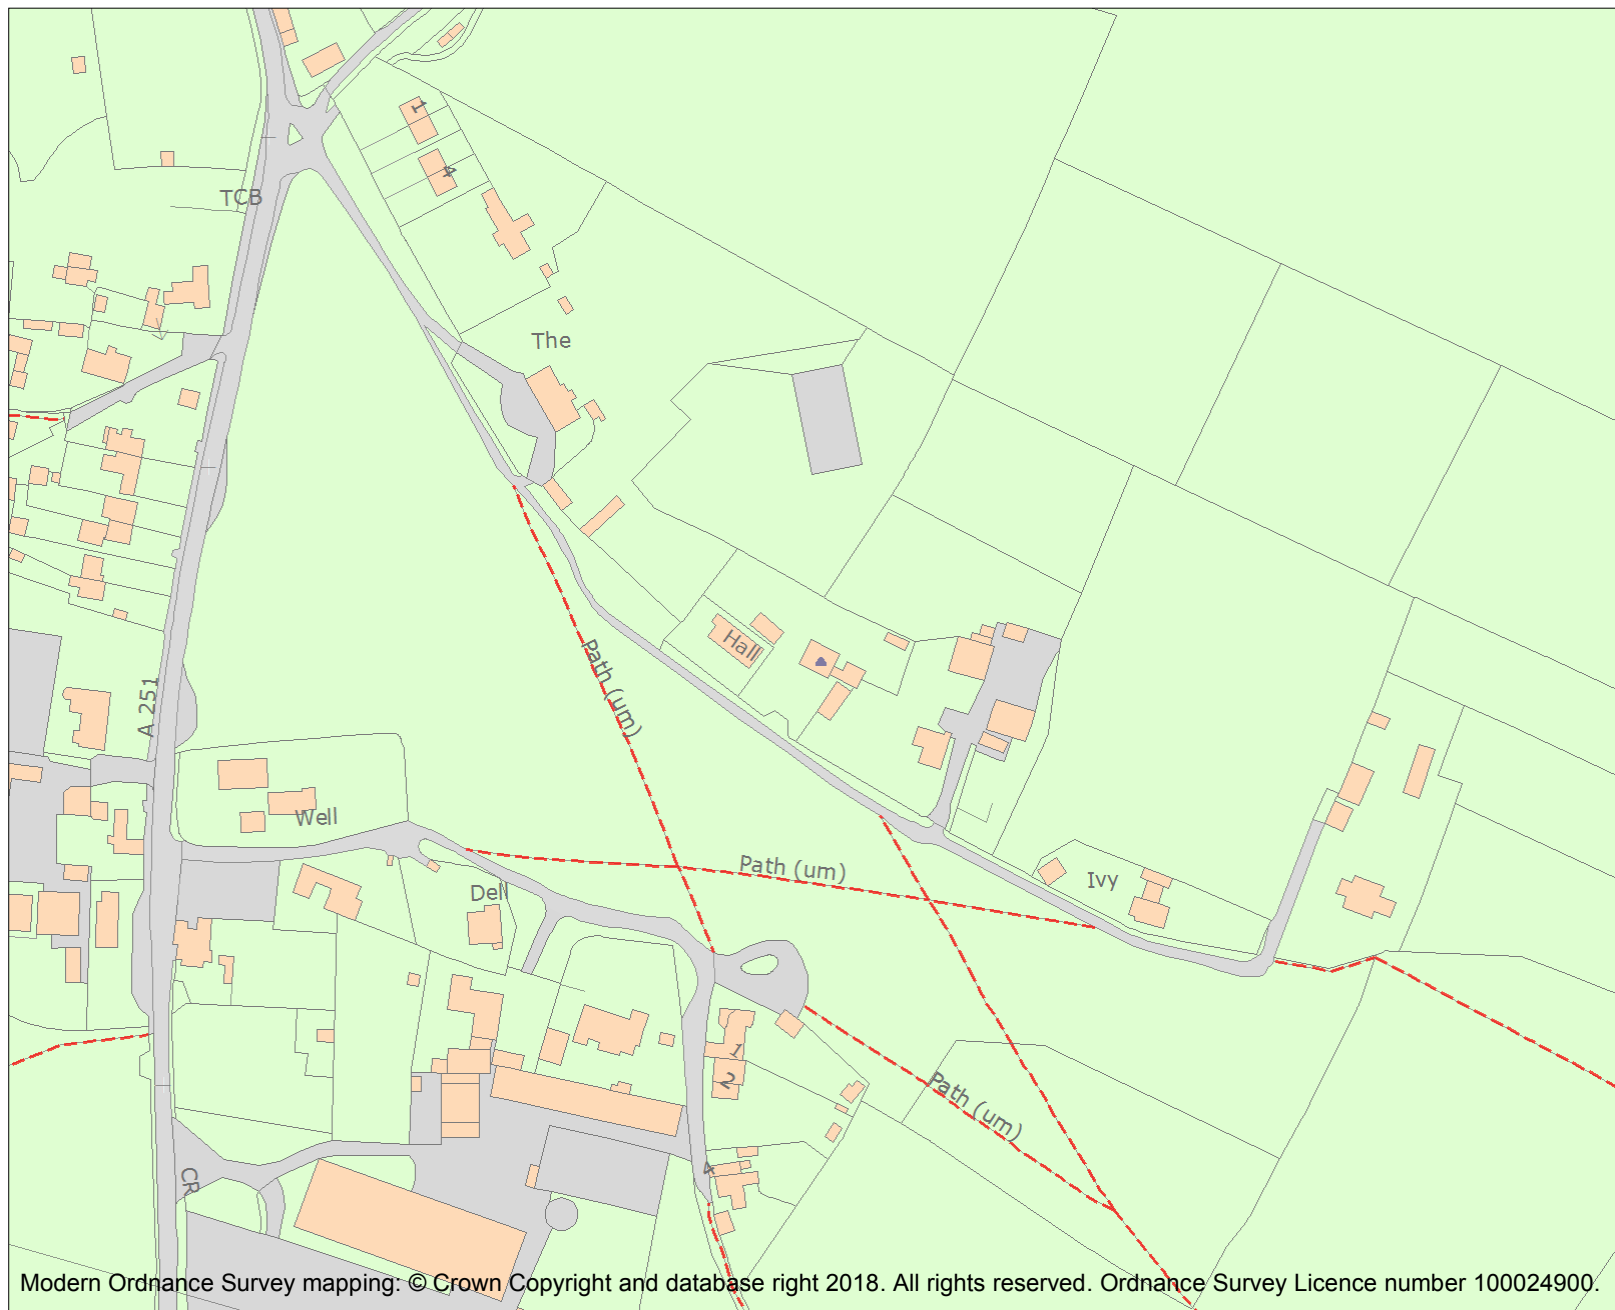 1
4
TCB
The
Path (um)
Hall
A 251
Well
Path (um)
Ivy
Dell
1
2
Path (um)
4
CR
Modern Ordnance Survey mapping: © Crown Copyright and database right 2018. All rights reserved. Ordnance Survey Licence number 100024900.